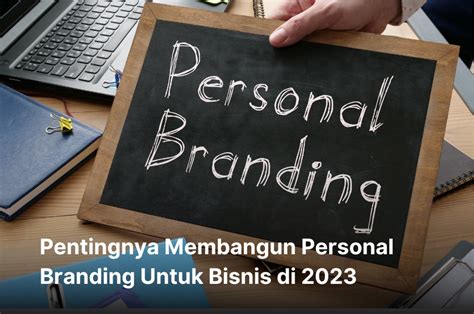 Personal
Branding
Pentingnya Membangun Personal
Branding Untuk Bisnis di 2023